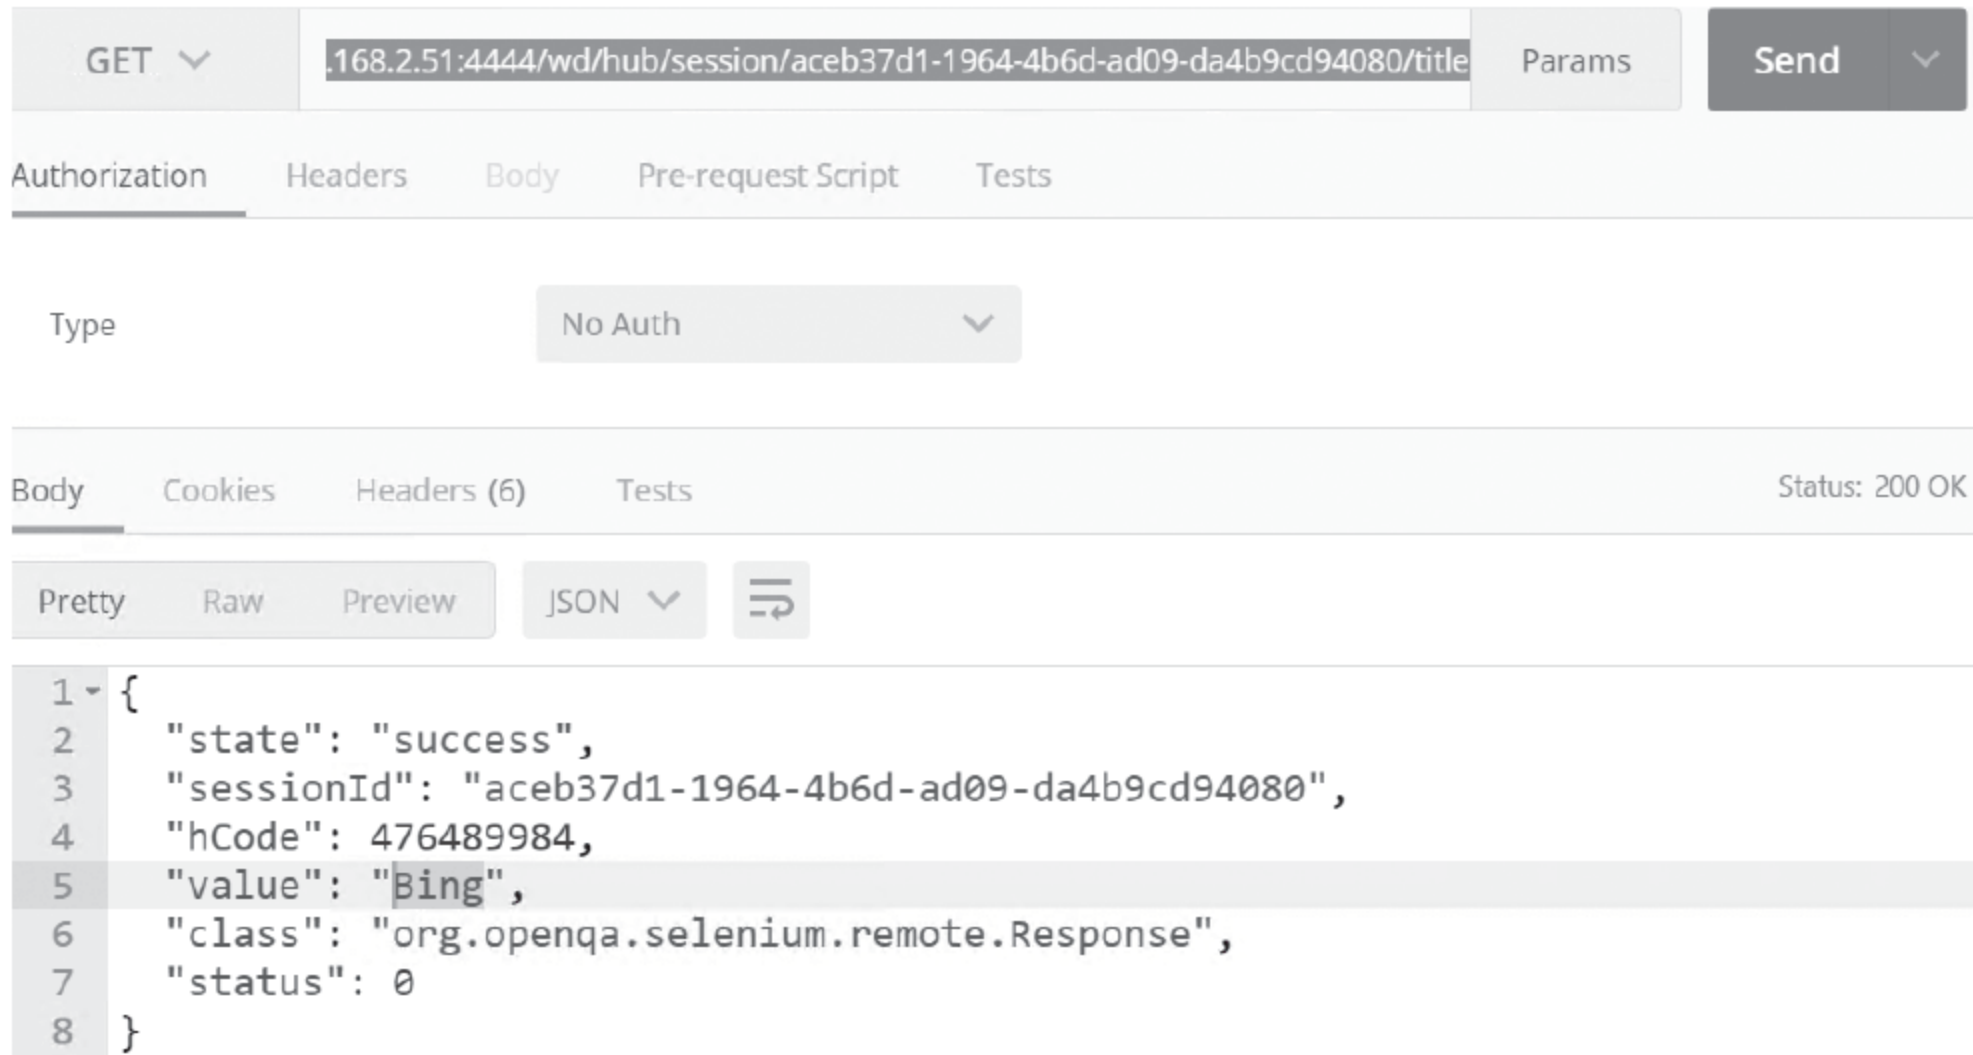 GET .168.2.51:4444/wd/hub/session/aceb37d1-1964-4b6d-ad09-da4b9cd94080/title Params Send
Authorization Headers Body Pre-request Script Tests
Type No Auth
Body Cookies Headers (6) Tests Status: 200 OK
Pretty Raw Preview JSON
1 {
2 "state": "success",
3 "sessionId": "aceb37d1-1964-4b6d-ad09-da4b9cd94080",
4 "hCode": 476489984,
5 "value": "Bing",
6 "class": "org.openqa.selenium.remote.Response",
7 "status": 0
8 }